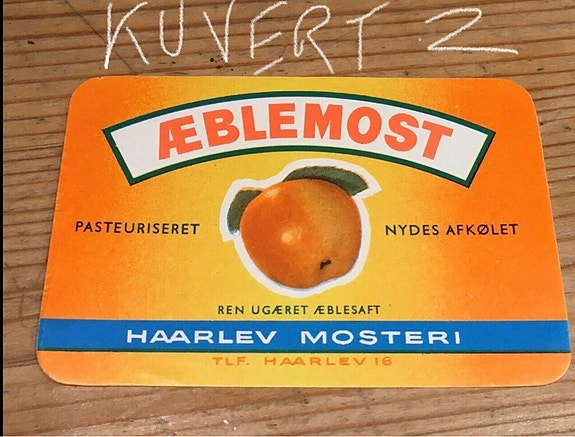 KUVERT 2
ÆBLEMOST
PASTEURISERET
NYDES AFKØLET
REN UGÆRET ÆBLESAFT
HAARLEV MOSTERI
TLF. HAARLEV 16